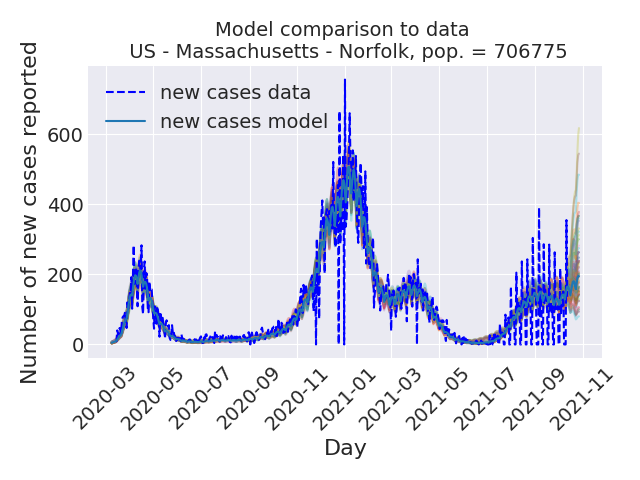 Model comparison to data
US - Massachusetts - Norfolk, pop. = 706775
new cases data
new cases model
Number of new cases reported
600
400
200
0
2020-03
2020-05
2020-07
2020-09
2020-11
2021-01
2021-03
2021-05
2021-07
2021-09
2021-11
Day